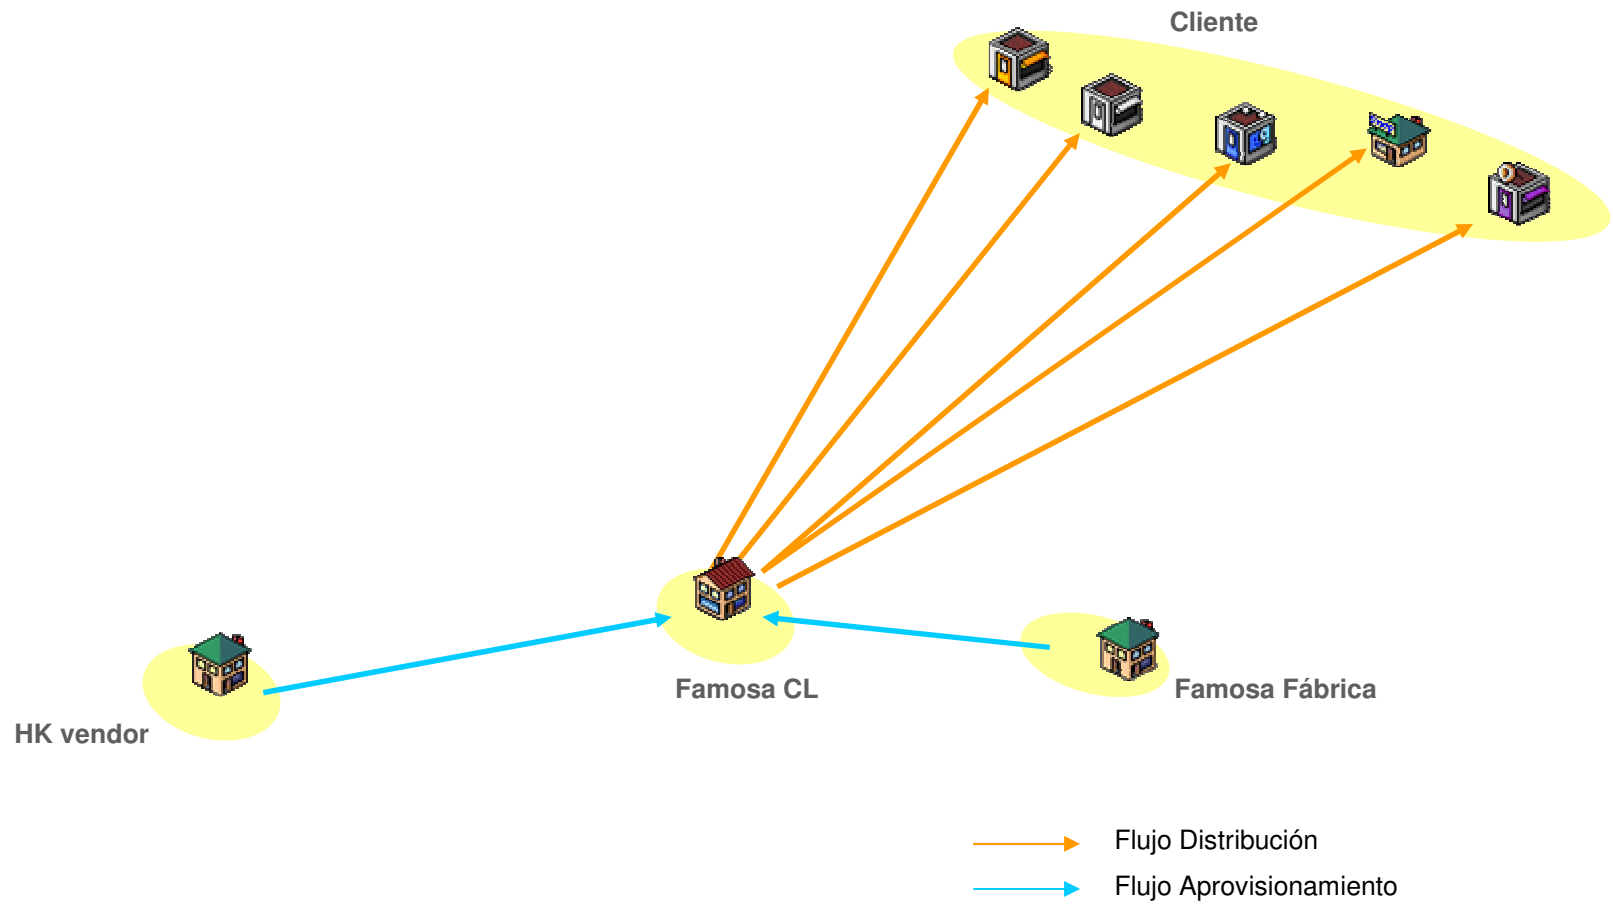 Cliente
Famosa CL
Famosa Fábrica
HK vendor
Flujo Distribución
Flujo Aprovisionamiento